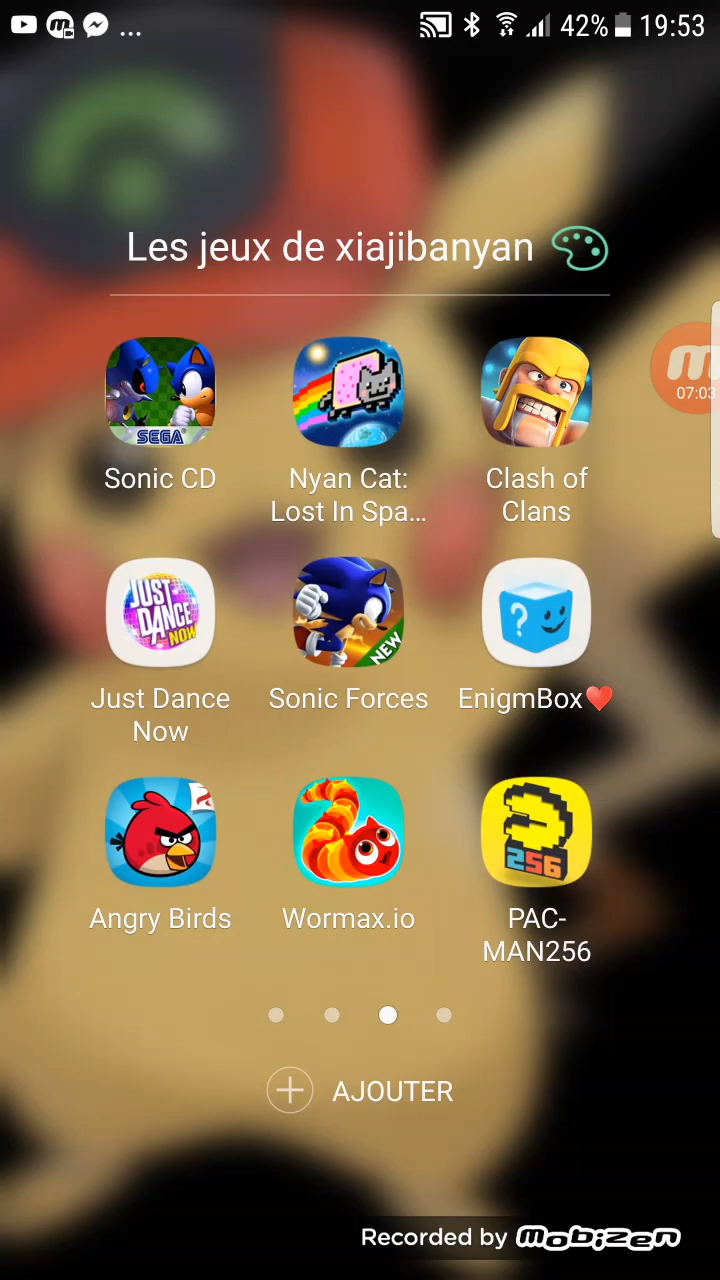 ... 42% 19:53
Les jeux de xiajibanyan
m
07:03
SEGA
Sonic CD
Nyan Cat:
Lost In Spa...
Clash of
Clans
JUST
DANCE
NOW
NEW
?
Just Dance
Now
Sonic Forces
EnigmBox❤️
256
Angry Birds
Wormax.io
PAC-
MAN256
+ AJOUTER
Recorded by mobizen